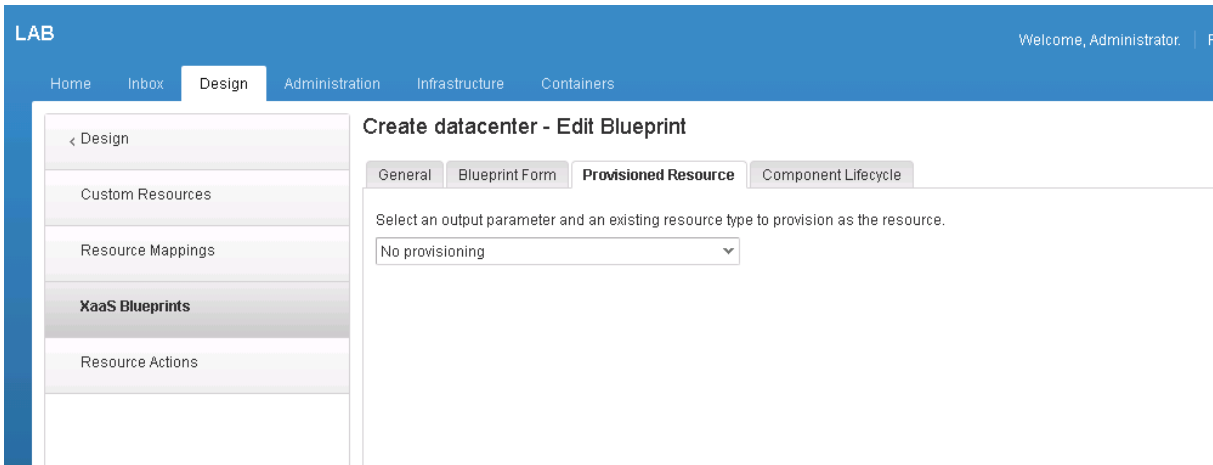 LAB
Welcome, Administrator.
Home Inbox Design Administration Infrastructure Containers
< Design
Custom Resources
Resource Mappings
XaaS Blueprints
Resource Actions
Create datacenter - Edit Blueprint
General Blueprint Form Provisioned Resource Component Lifecycle
Select an output parameter and an existing resource type to provision as the resource.
No provisioning